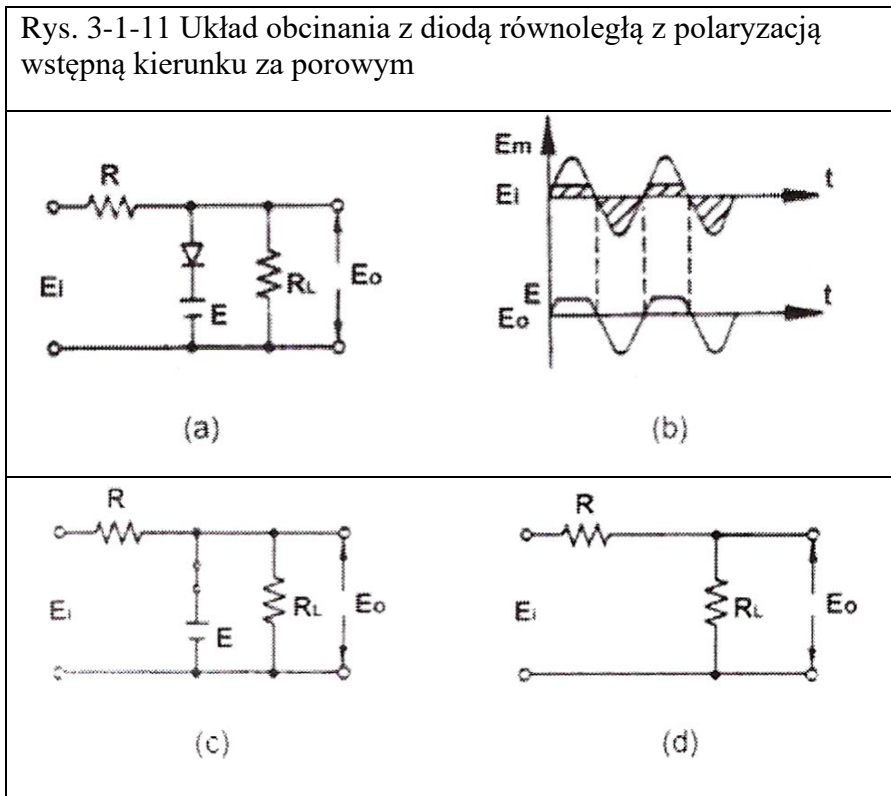 Rys. 3-1-11 Układ obcinania z diodą równoległą z polaryzacją
wstępną kierunku za porowym
R
Ei
E
RL
Eo
(a)
Em
Ei
t
E
Eo
t
(b)
R
Ei
E
RL
Eo
(c)
R
Ei
RL
Eo
(d)